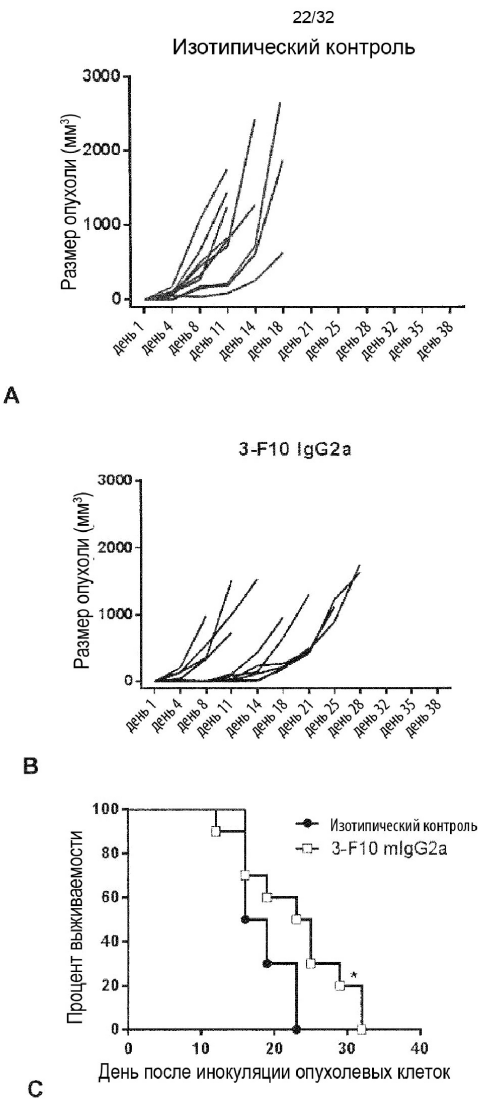 22/32
Изотипический контроль
Размер опухоли (мм³)
3000
2000
1000
0
день 1 день 4 день 8 день 11 день 14 день 18 день 21 день 25 день 28 день 32 день 35 день 38
A
3-F10 IgG2a
Размер опухоли (мм³)
3000
2000
1000
0
день 1 день 4 день 8 день 11 день 14 день 18 день 21 день 25 день 28 день 32 день 35 день 38
B
Процент выживаемости
100
80
60
40
20
0
Изотипический контроль
3-F10 mIgG2a
*
0 10 20 30 40
День после инокуляции опухолевых клеток
C